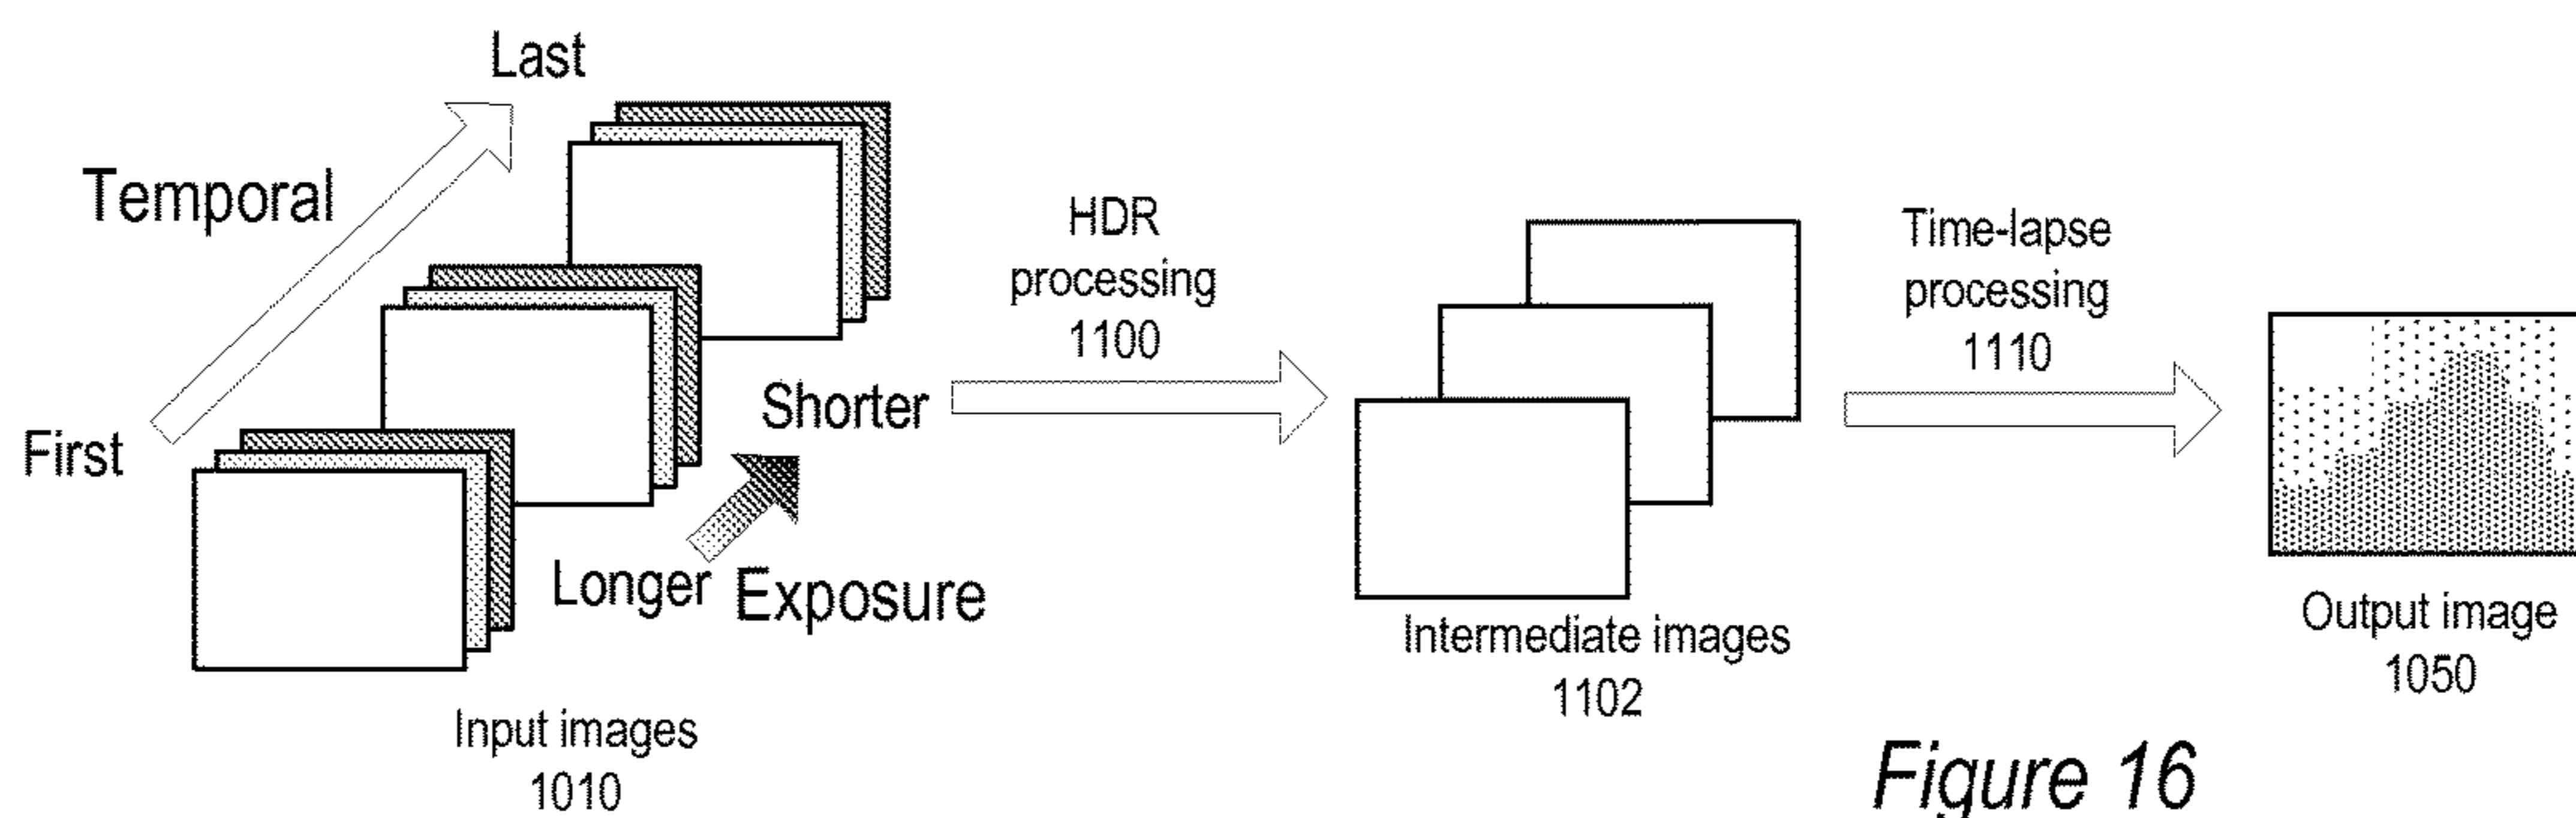 Last
Temporal
First
Shorter
Longer
Exposure
Input images
1010
HDR
processing
1100
Intermediate images
1102
Time-lapse
processing
1110
Output image
1050
Figure 16